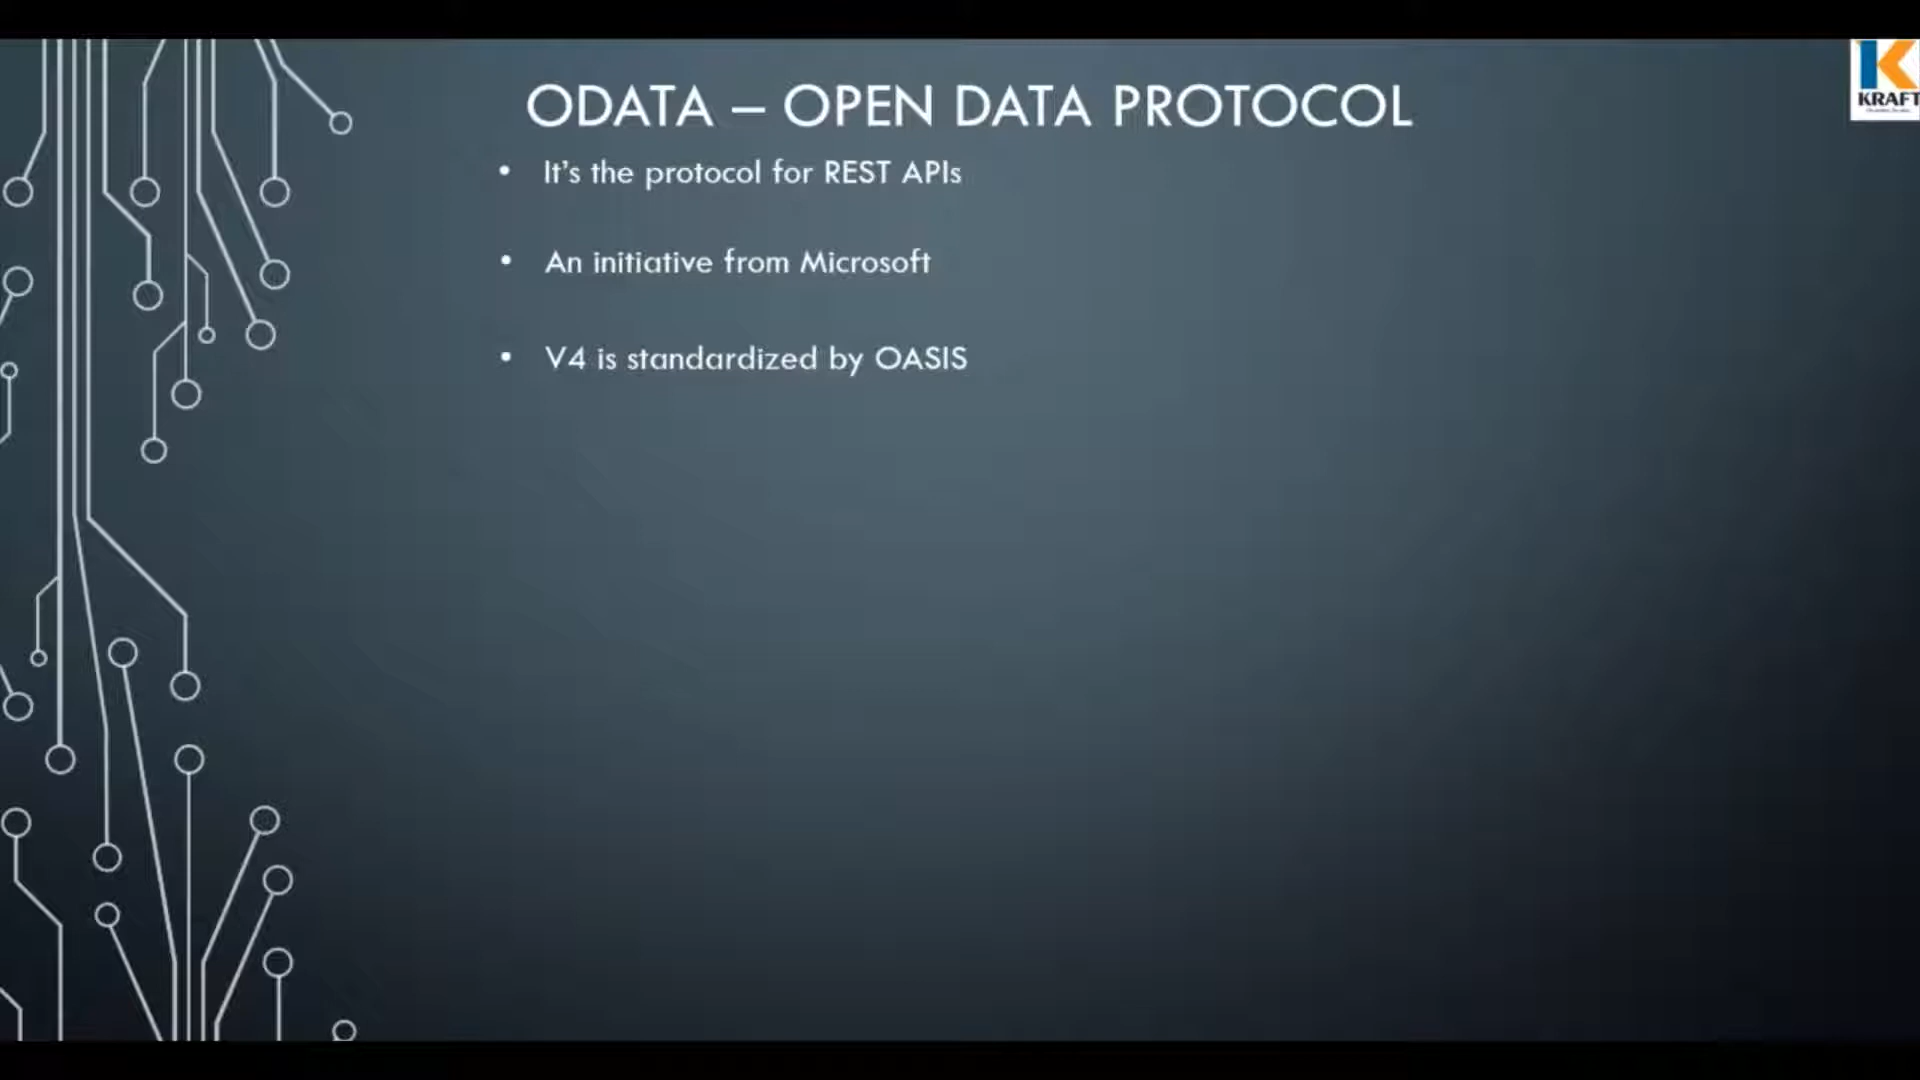 ODATA – OPEN DATA PROTOCOL
• It's the protocol for REST APIs
• An initiative from Microsoft
• V4 is standardized by OASIS
KRAFT